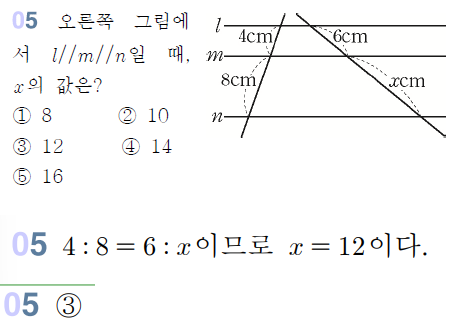 05 오른쪽 그림에
서 l//m//n일 때,
x의 값은?
① 8 ② 10
③ 12 ④ 14
⑤ 16
l
4cm 6cm
m
8cm xcm
n
05 4 : 8 = 6 : x이므로 x = 12이다.
05 ③